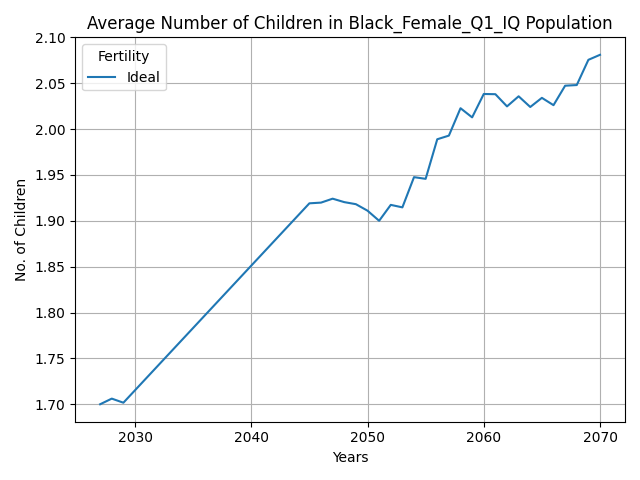 Average Number of Children in Black_Female_Q1_IQ Population
2.10
2.05
2.00
1.95
1.90
1.85
1.80
1.75
1.70
No. of Children
Fertility
Ideal
2030 2040 2050 2060 2070
Years